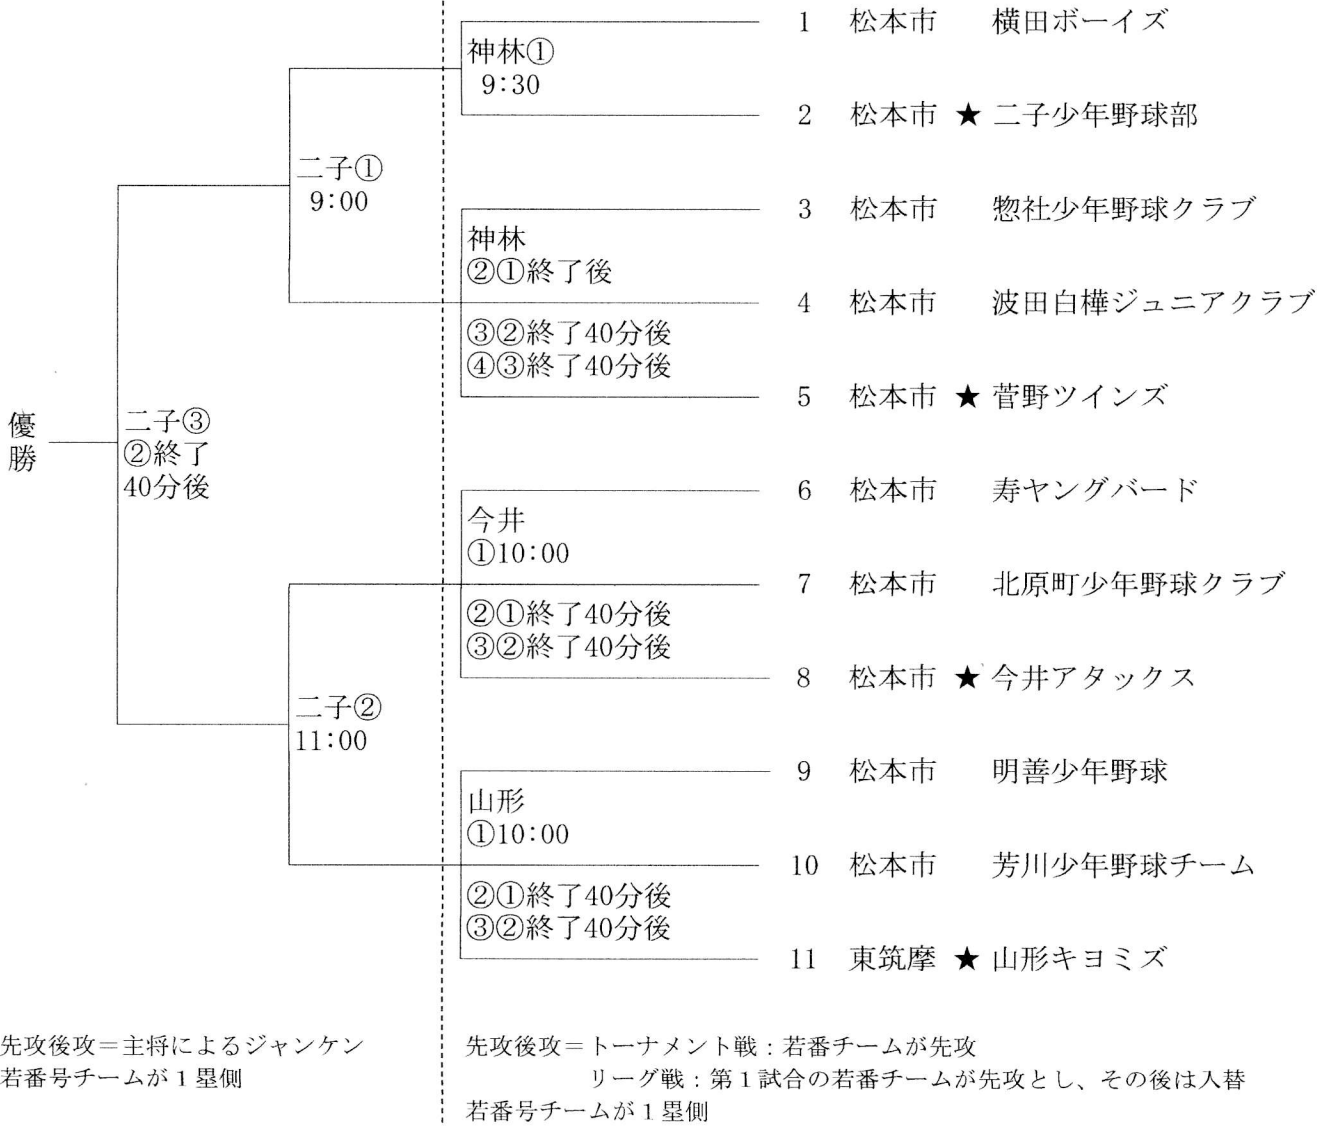 1 松本市 横田ボーイズ
神林①
9:30
2 松本市 ★ 二子少年野球部
二子①
9:00
3 松本市 惣社少年野球クラブ
神林
②①終了後
4 松本市 波田白樺ジュニアクラブ
③②終了40分後
④③終了40分後
5 松本市 ★ 菅野ツインズ
優勝
二子③
②終了
40分後
6 松本市 寿ヤングバード
今井
①10:00
7 松本市 北原町少年野球クラブ
②①終了40分後
③②終了40分後
8 松本市 ★ 今井アタックス
二子②
11:00
9 松本市 明善少年野球
山形
①10:00
10 松本市 芳川少年野球チーム
②①終了40分後
③②終了40分後
11 東筑摩 ★ 山形キヨミズ
先攻後攻＝主将によるジャンケン
若番号チームが１塁側
先攻後攻＝トーナメント戦：若番チームが先攻
リーグ戦：第１試合の若番チームが先攻とし、その後は入替
若番号チームが１塁側